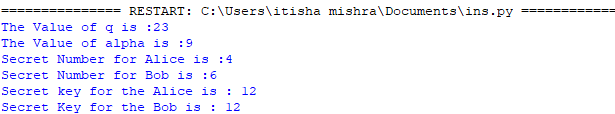 =============== RESTART: C:\Users\itisha mishra\Documents\ins.py ============
The Value of q is :23
The Value of alpha is :9
Secret Number for Alice is :4
Secret Number for Bob is :6
Secret key for the Alice is : 12
Secret Key for the Bob is : 12